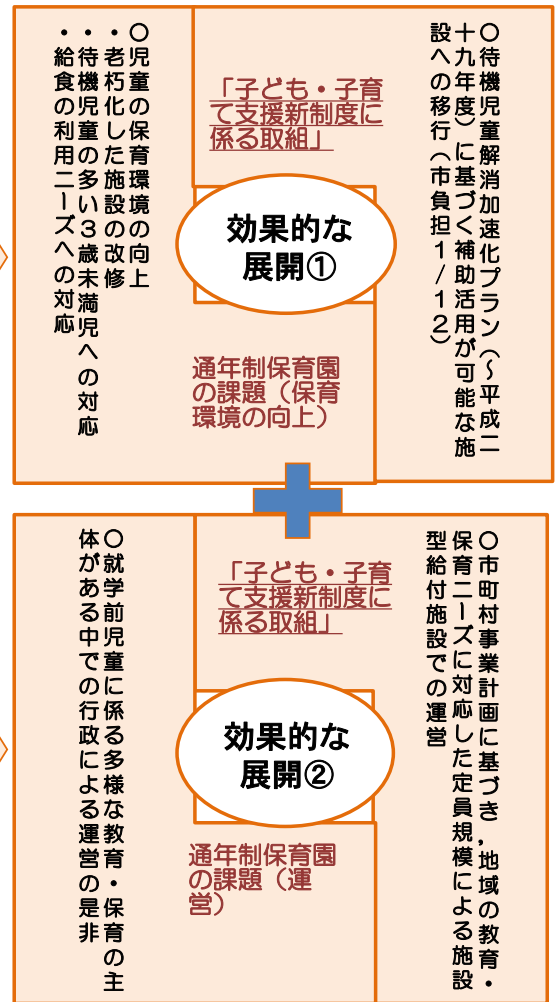 〇待機児童解消加速化プラン（～平成二
十九年度）に基づく補助活用が可能な施
設への移行（市負担１/１２）
「子ども・子育
て支援新制度に
係る取組」
効果的な
展開①
通年制保育園
の課題（保育
環境の向上）
〇児童の保育環境の向上
・老朽化した施設の改修
・待機児童の多い３歳未満児への対応
・給食の利用ニーズへの対応
〇市町村事業計画に基づき，地域の教育・
保育ニーズに対応した定員規模による施設
型給付施設での運営
「子ども・子育
て支援新制度に
係る取組」
効果的な
展開②
通年制保育園
の課題（運
営）
〇就学前児童に係る多様な教育・保育の主
体がある中での行政による運営の是非